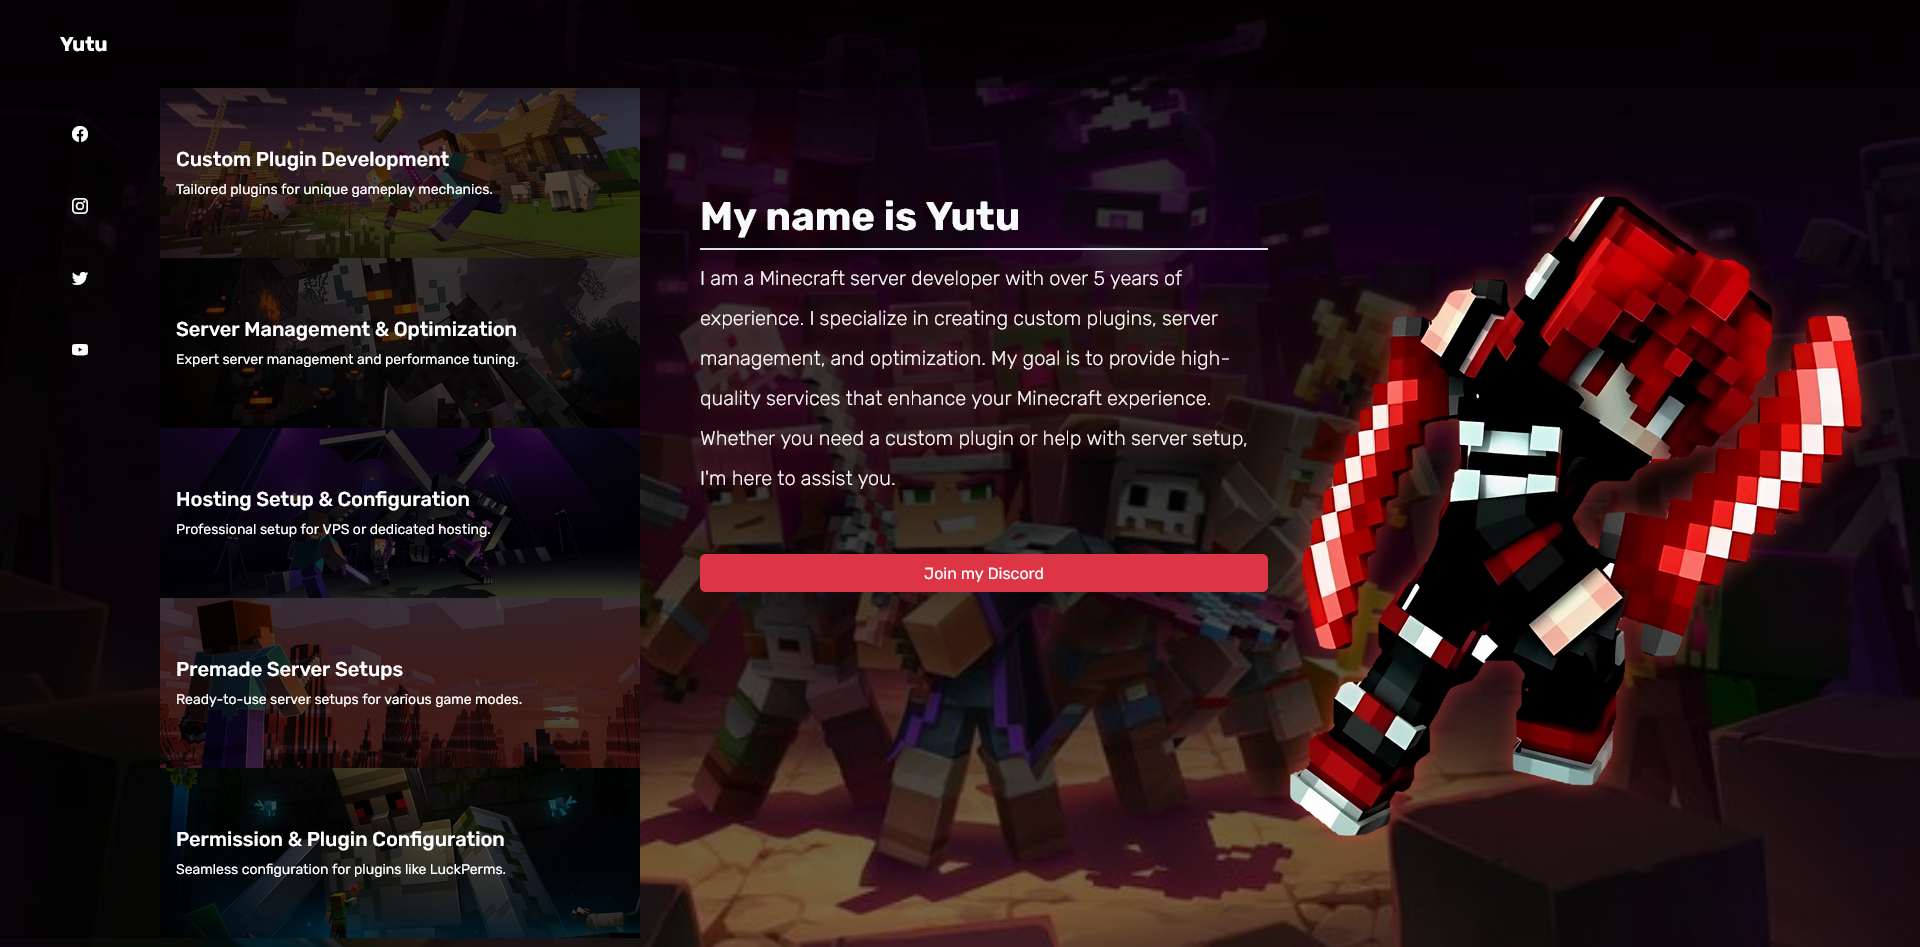 Yutu
Custom Plugin Development
Tailored plugins for unique gameplay mechanics.
Server Management & Optimization
Expert server management and performance tuning.
Hosting Setup & Configuration
Professional setup for VPS or dedicated hosting.
Premade Server Setups
Ready-to-use server setups for various game modes.
Permission & Plugin Configuration
Seamless configuration for plugins like LuckPerms.
My name is Yutu
I am a Minecraft server developer with over 5 years of
experience. I specialize in creating custom plugins, server
management, and optimization. My goal is to provide high-
quality services that enhance your Minecraft experience.
Whether you need a custom plugin or help with server setup,
I'm here to assist you.
Join my Discord